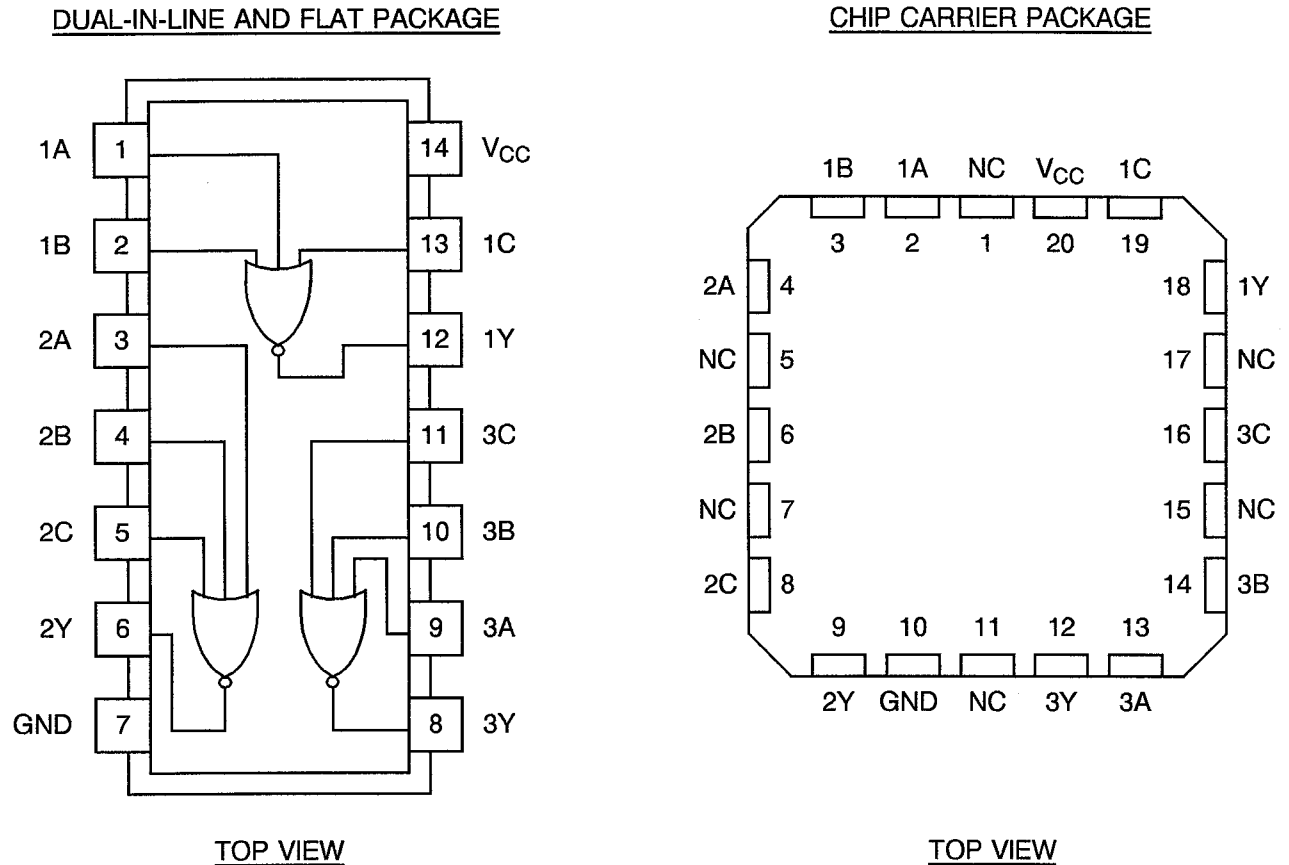 DUAL-IN-LINE AND FLAT PACKAGE
1A 1 14 VCC
1B 2 13 1C
2A 3 12 1Y
2B 4 11 3C
2C 5 10 3B
2Y 6 9 3A
GND 7 8 3Y
TOP VIEW
CHIP CARRIER PACKAGE
1B 1A NC VCC 1C
3 2 1 20 19
2A 4 18 1Y
NC 5 17 NC
2B 6 16 3C
NC 7 15 NC
2C 8 14 3B
9 10 11 12 13
2Y GND NC 3Y 3A
TOP VIEW